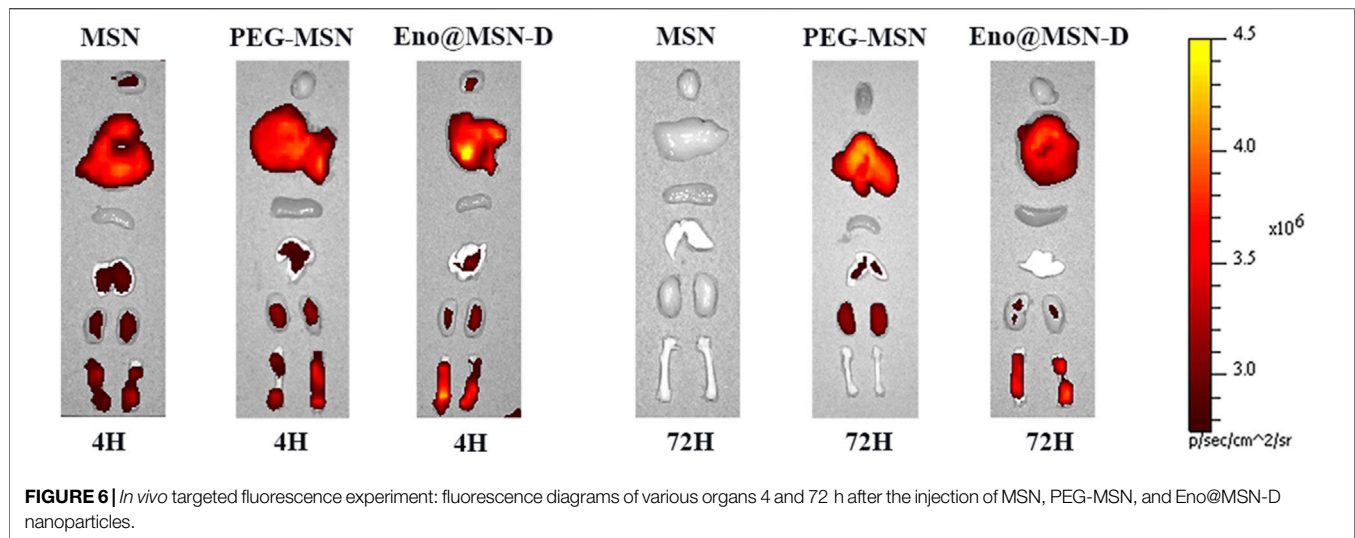 MSN PEG-MSN Eno@MSN-D MSN PEG-MSN Eno@MSN-D
4.5
4.0
x10^6
3.5
3.0
p/sec/cm^2/sr
4H 4H 4H 72H 72H 72H
FIGURE 6 | In vivo targeted fluorescence experiment: fluorescence diagrams of various organs 4 and 72 h after the injection of MSN, PEG-MSN, and Eno@MSN-D
nanoparticles.